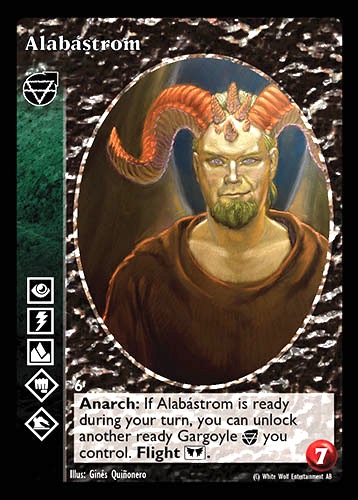 Alabástrom
6
Anarch: If Alabástrom is ready
during your turn, you can unlock
another ready Gargoyle you
control. Flight .
7
Illus: Ginés Quiñonero
(C) White Wolf Entertainment AB